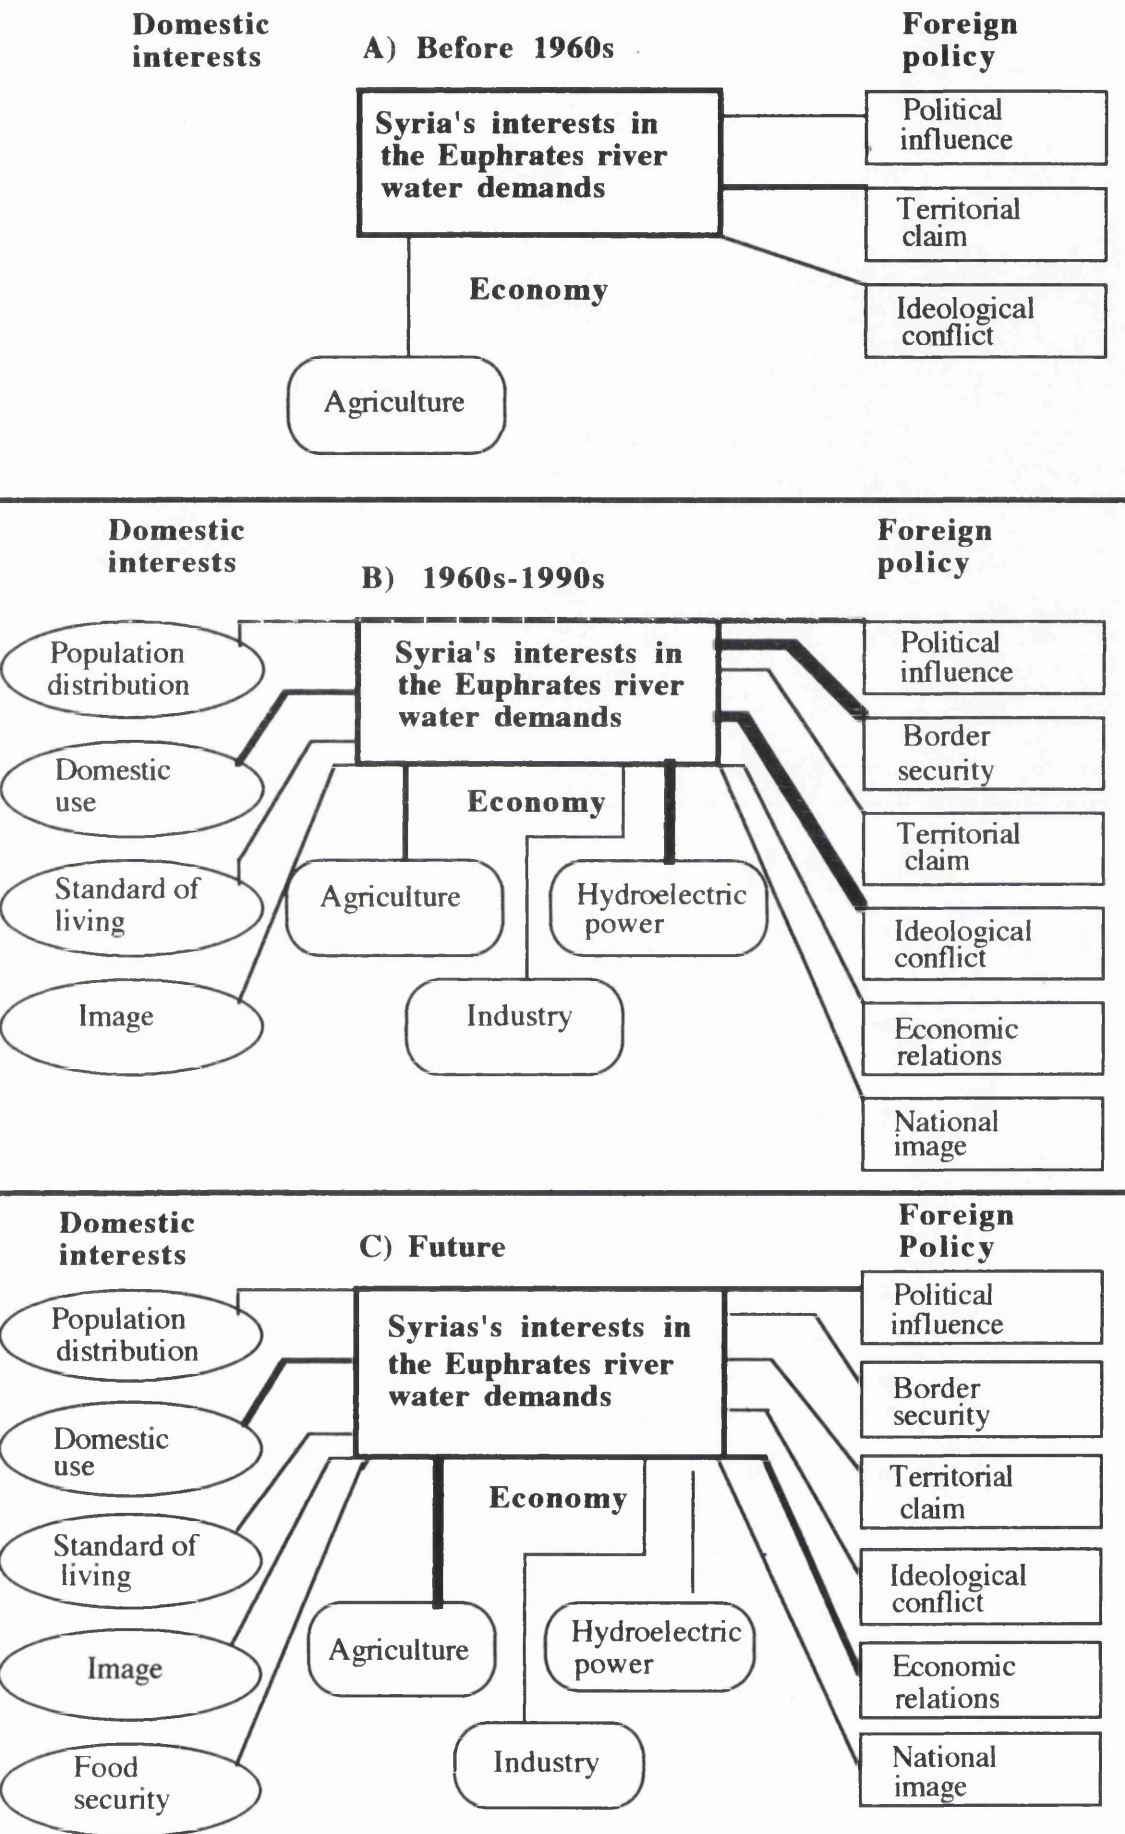 Domestic
interests
A) Before 1960s
Foreign
policy
Syria's interests in
the Euphrates river
water demands
Political
influence
Territorial
claim
Ideological
conflict
Economy
Agriculture
Domestic
interests
B) 1960s-1990s
Foreign
policy
Population
distribution
Domestic
use
Standard of
living
Image
Syria's interests in
the Euphrates river
water demands
Economy
Agriculture
Hydroelectric
power
Industry
Political
influence
Border
security
Territorial
claim
Ideological
conflict
Economic
relations
National
image
Domestic
interests
C) Future
Foreign
Policy
Population
distribution
Domestic
use
Standard of
living
Image
Food
security
Syrias's interests in
the Euphrates river
water demands
Economy
Agriculture
Hydroelectric
power
Industry
Political
influence
Border
security
Territorial
claim
Ideological
conflict
Economic
relations
National
image